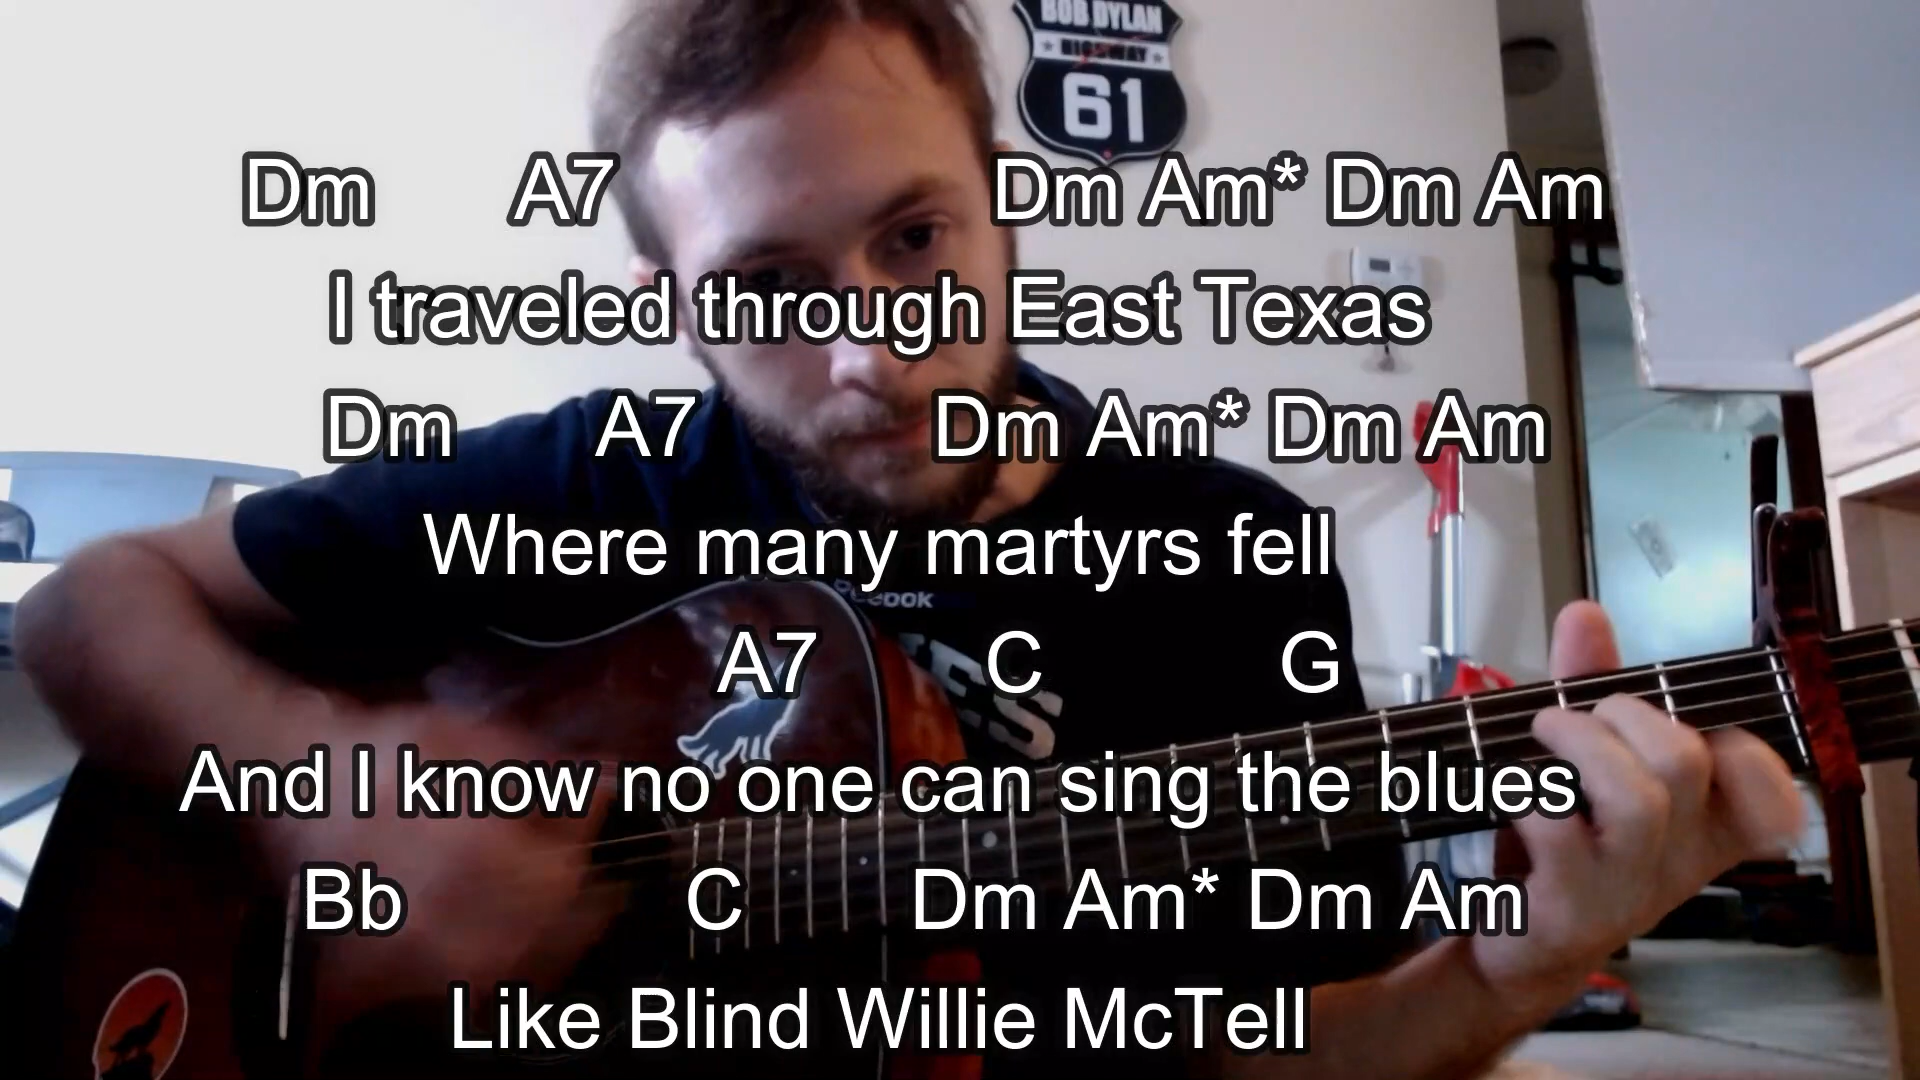 BOB DYLAN
HIGHWAY
61
Dm A7 Dm Am* Dm Am
I traveled through East Texas
Dm A7 Dm Am* Dm Am
Where many martyrs fell
Reebok
A7 C G
And I know no one can sing the blues
Bb C Dm Am* Dm Am
Like Blind Willie McTell